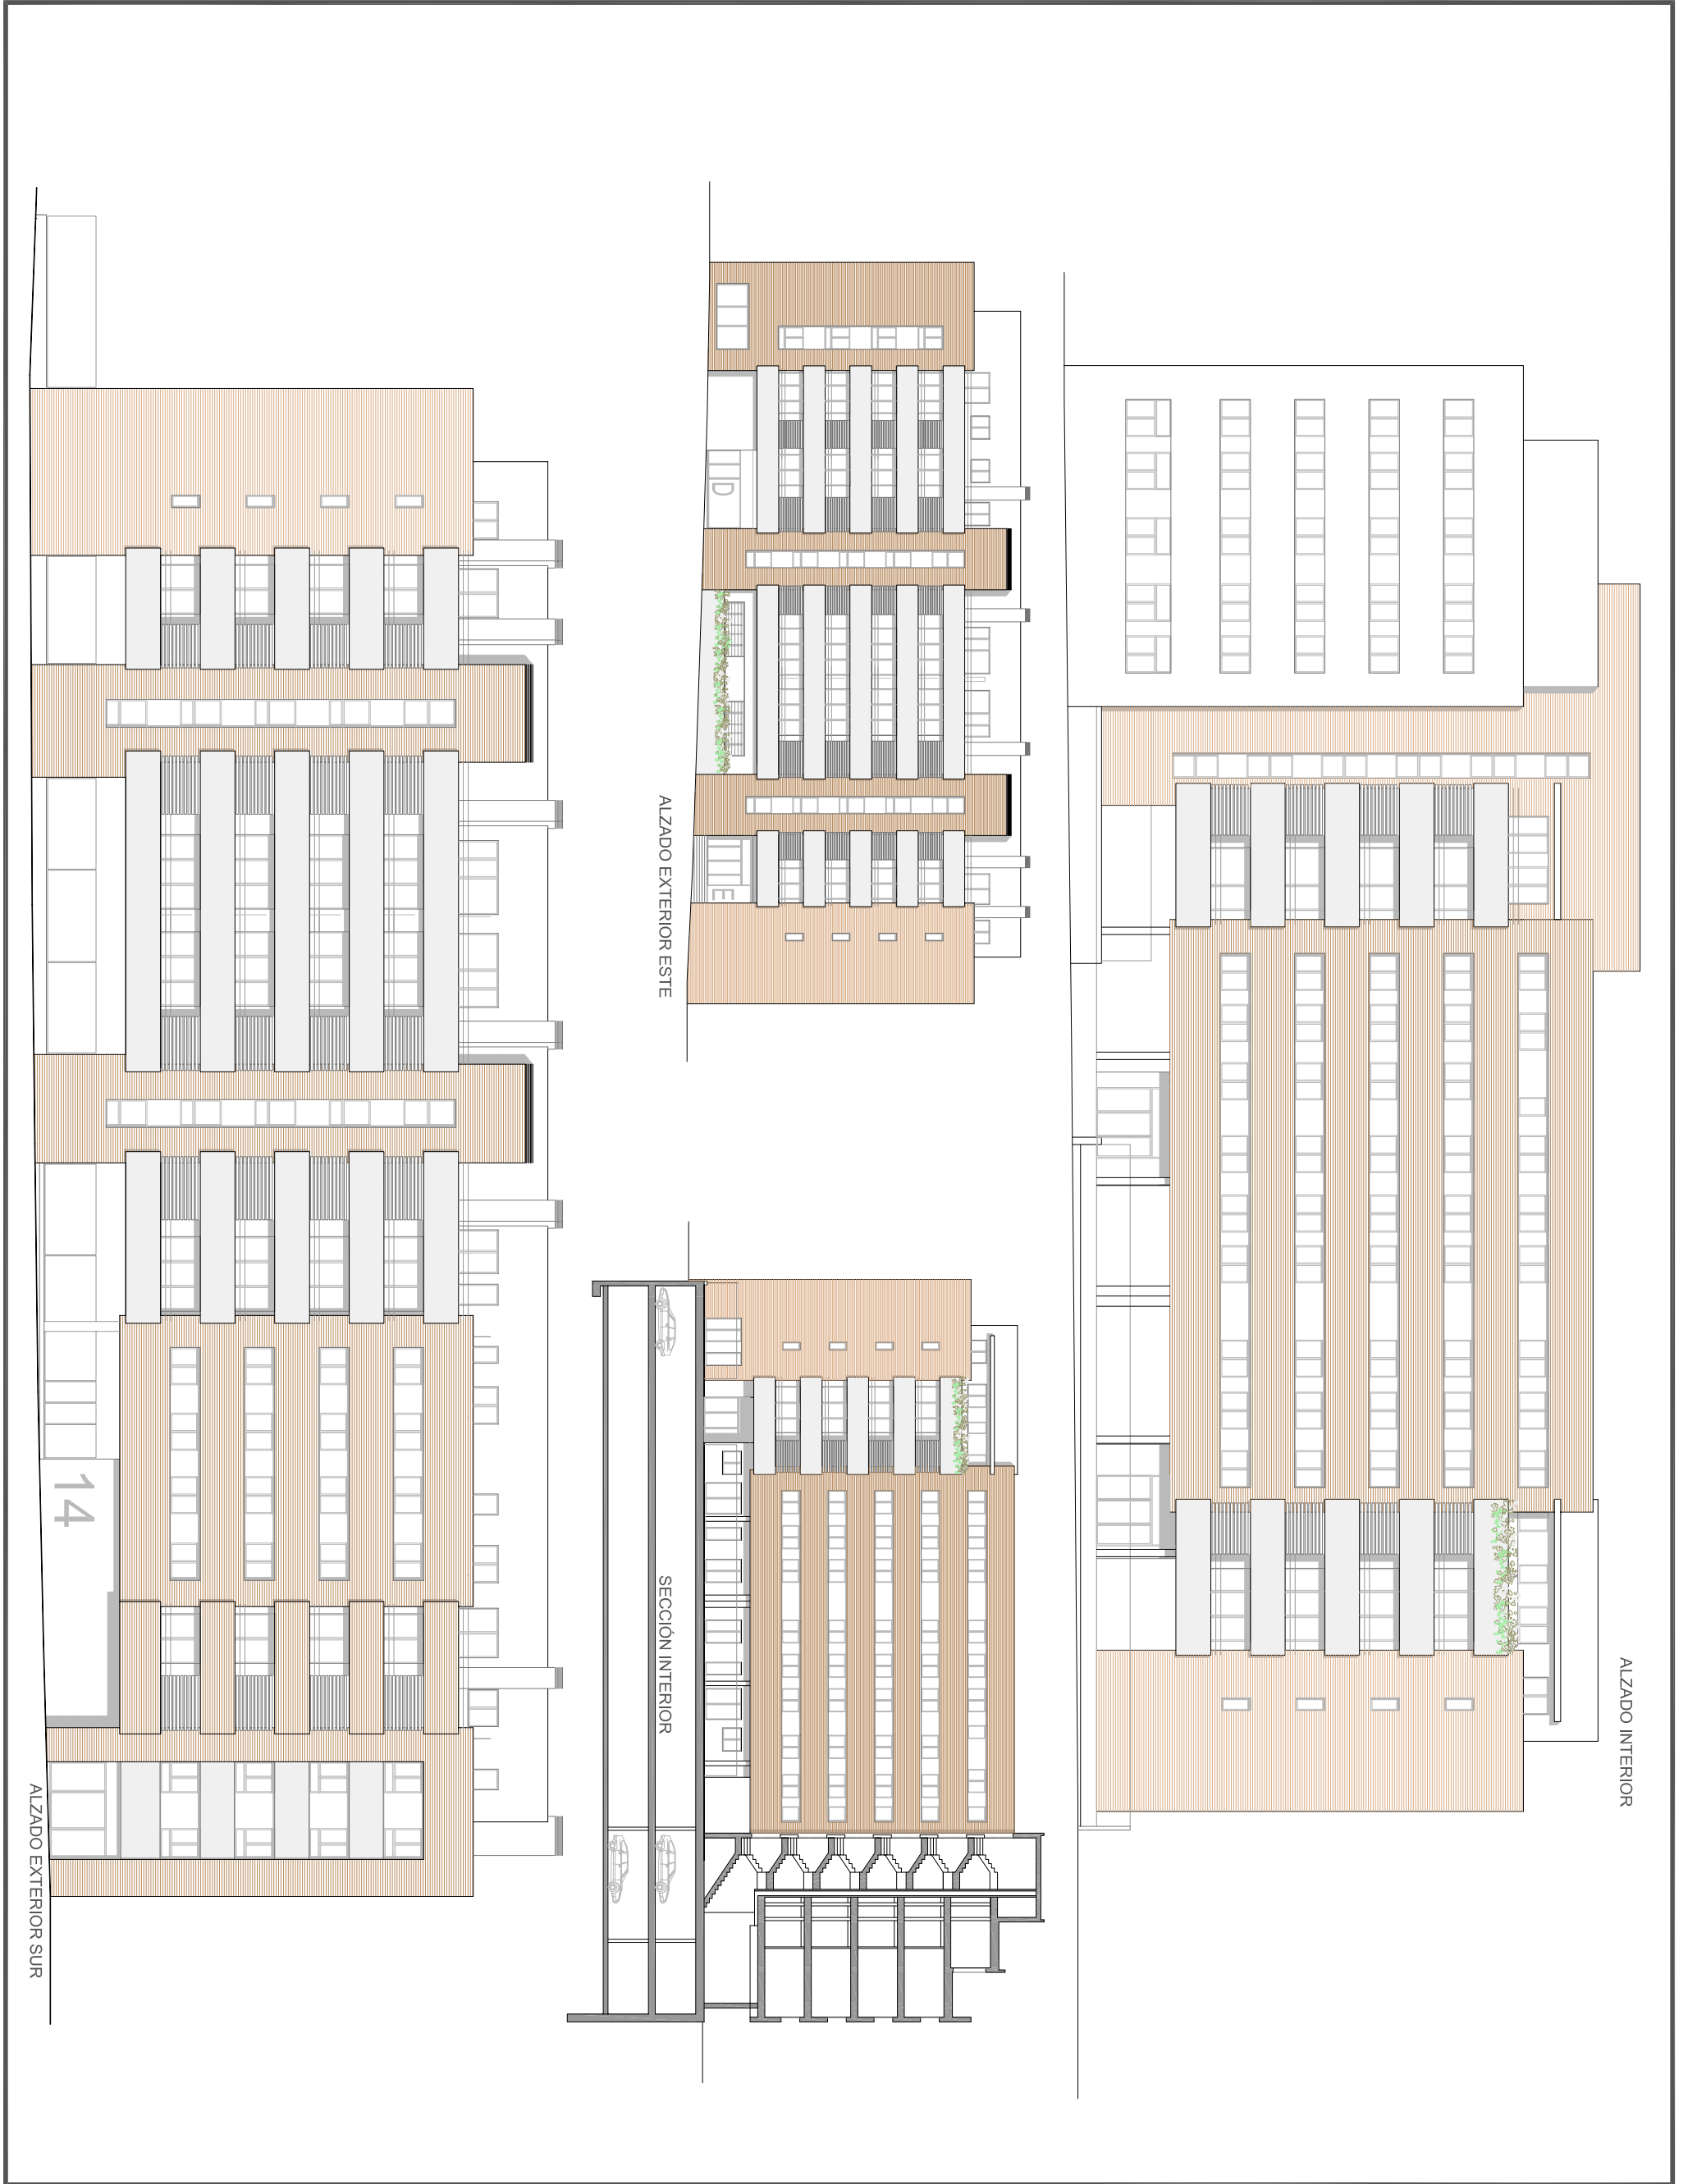 ALZADO INTERIOR
ALZADO EXTERIOR ESTE
D
E
SECCIÓN INTERIOR
14
ALZADO EXTERIOR SUR